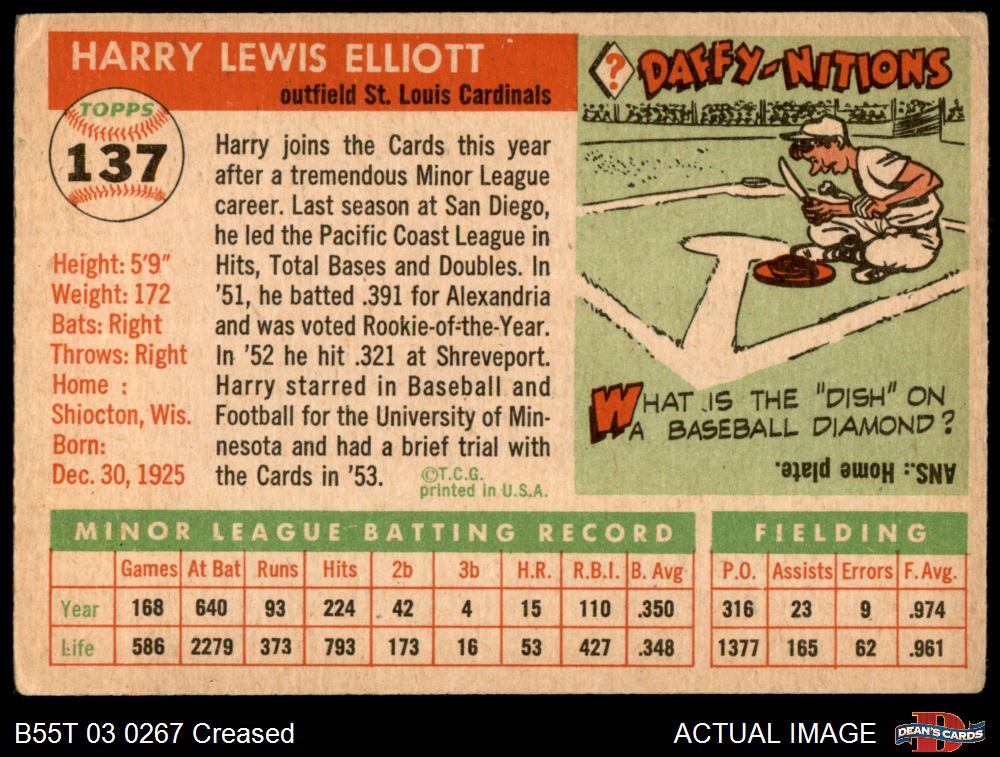 HARRY LEWIS ELLIOTT
outfield St. Louis Cardinals
TOPPS
137
Height: 5'9"
Weight: 172
Bats: Right
Throws: Right
Home :
Shiocton, Wis.
Born:
Dec. 30, 1925
Harry joins the Cards this year
after a tremendous Minor League
career. Last season at San Diego,
he led the Pacific Coast League in
Hits, Total Bases and Doubles. In
'51, he batted .391 for Alexandria
and was voted Rookie-of-the-Year.
In '52 he hit .321 at Shreveport.
Harry starred in Baseball and
Football for the University of Min-
nesota and had a brief trial with
the Cards in '53.
©T.C.G.
printed in U.S.A.
? DAFFY-NITIONS
WHAT IS THE "DISH" ON
A BASEBALL DIAMOND?
ANS.: Home plate.
MINOR LEAGUE BATTING RECORD FIELDING
Games At Bat Runs Hits 2b 3b H.R. R.B.I. B. Avg P.O. Assists Errors F. Avg.
Year 168 640 93 224 42 4 15 110 .350 316 23 9 .974
Life 586 2279 373 793 173 16 53 427 .348 1377 165 62 .961
B55T 03 0267 Creased ACTUAL IMAGE D DEAN'S CARDS